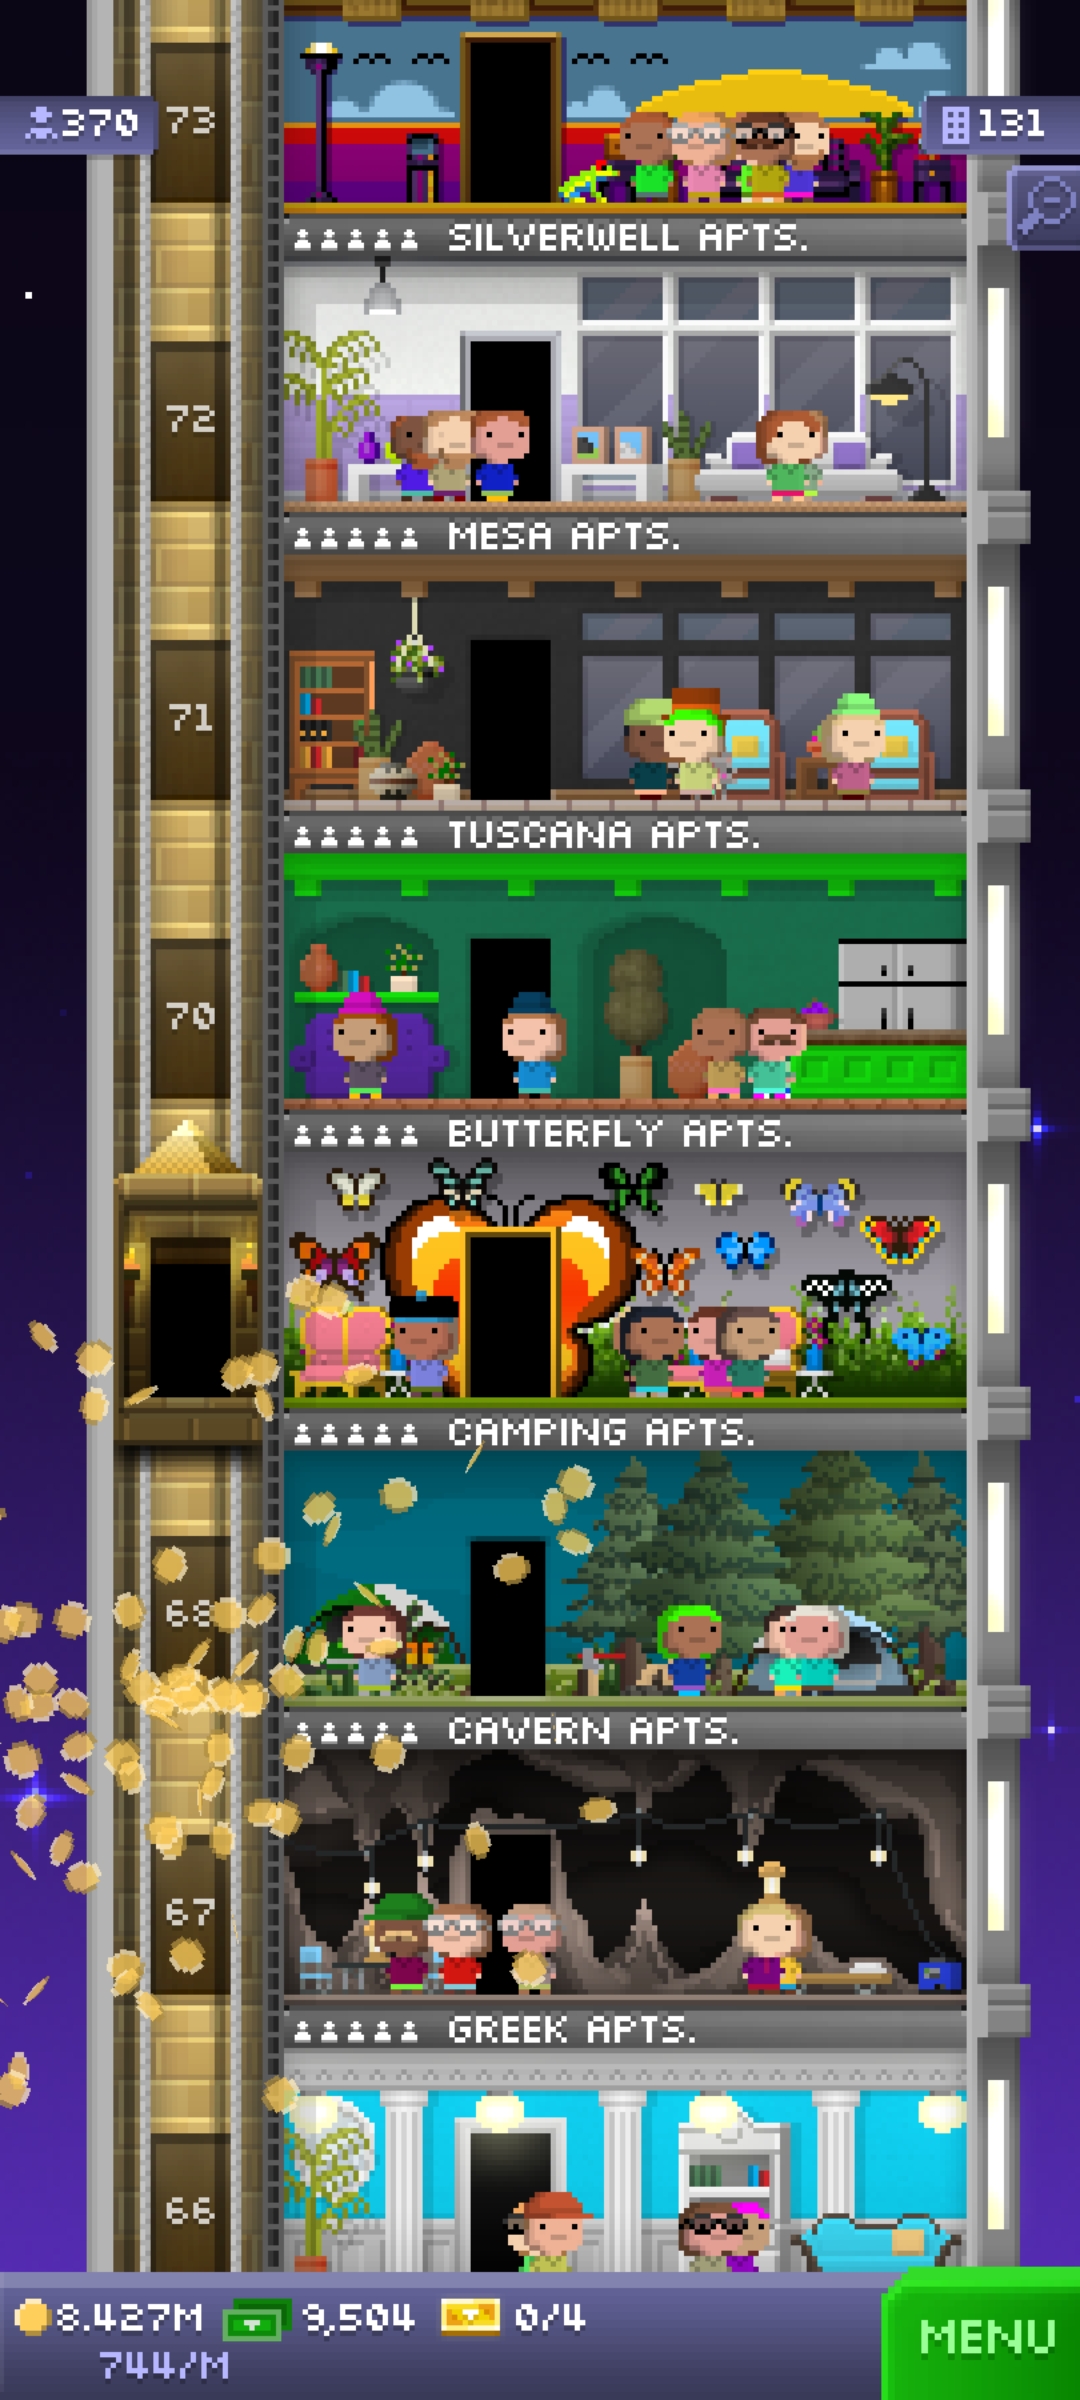 73
370
131
SILVERWELL APTS.
72
MESA APTS.
71
TUSCANA APTS.
70
BUTTERFLY APTS.
CAMPING APTS.
68
CAVERN APTS.
67
GREEK APTS.
66
8.427M 9,504 0/4
744/M
MENU